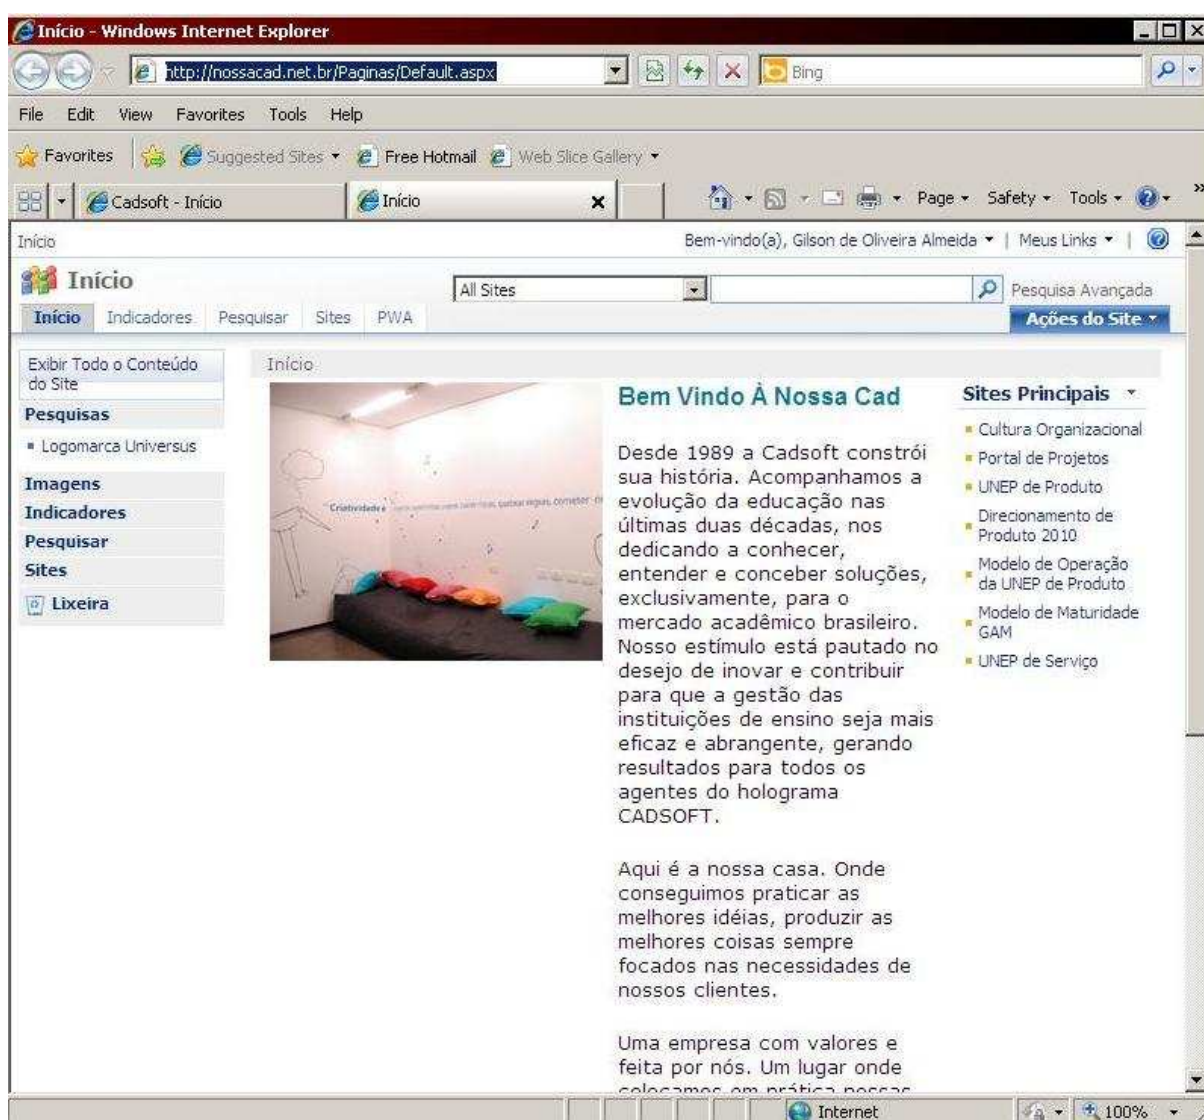 Início - Windows Internet Explorer
http://nossacad.net.br/Paginas/Default.aspx
Bing
File Edit View Favorites Tools Help
Favorites Suggested Sites Free Hotmail Web Slice Gallery
Cadsoft - Início Início Page Safety Tools
Início Bem-vindo(a), Gilson de Oliveira Almeida | Meus Links |
Início All Sites Pesquisa Avançada
Início Indicadores Pesquisar Sites PWA Ações do Site
Exibir Todo o Conteúdo
do Site
Pesquisas
Logomarca Universus
Imagens
Indicadores
Pesquisar
Sites
Lixeira
Início
Criatividade é
Bem Vindo À Nossa Cad
Desde 1989 a Cadsoft constrói
sua história. Acompanhamos a
evolução da educação nas
últimas duas décadas, nos
dedicando a conhecer,
entender e conceber soluções,
exclusivamente, para o
mercado acadêmico brasileiro.
Nosso estímulo está pautado no
desejo de inovar e contribuir
para que a gestão das
instituições de ensino seja mais
eficaz e abrangente, gerando
resultados para todos os
agentes do holograma
CADSOFT.
Aqui é a nossa casa. Onde
conseguimos praticar as
melhores idéias, produzir as
melhores coisas sempre
focados nas necessidades de
nossos clientes.
Uma empresa com valores e
feita por nós. Um lugar onde
colocamos em prática nossas
Sites Principais
Cultura Organizacional
Portal de Projetos
UNEP de Produto
Direcionamento de
Produto 2010
Modelo de Operação
da UNEP de Produto
Modelo de Maturidade
GAM
UNEP de Serviço
Internet 100%